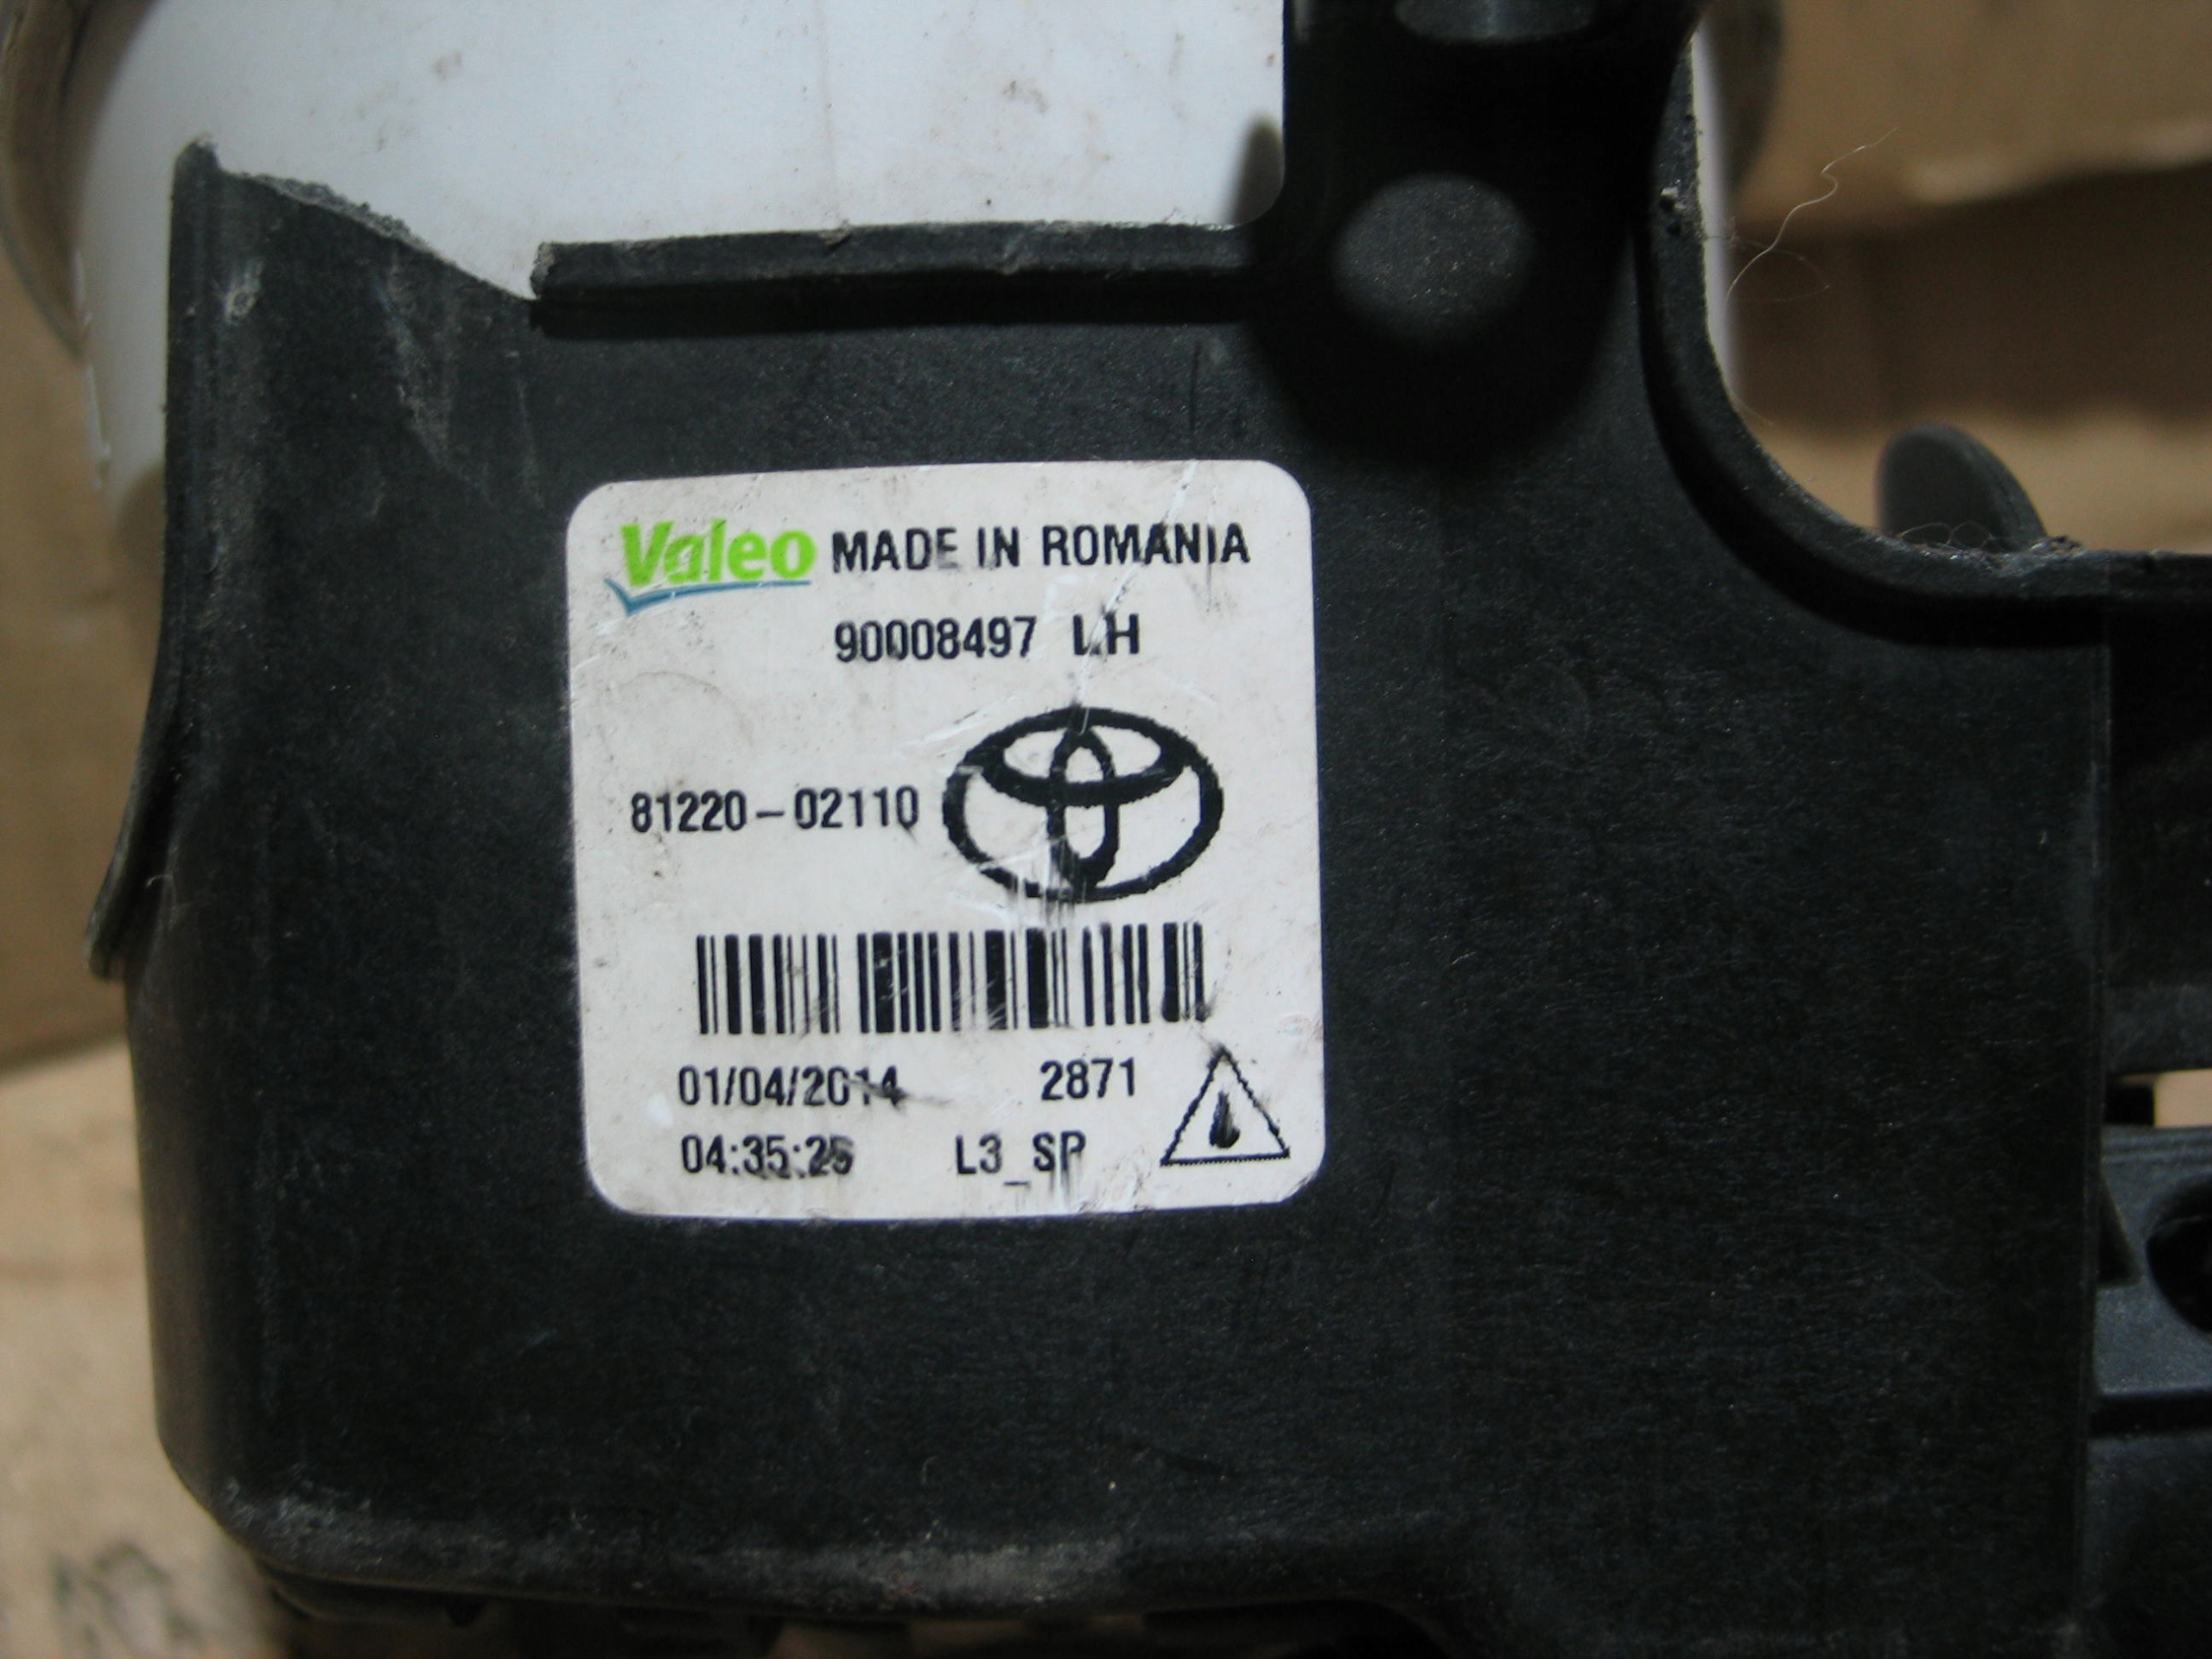 Valeo MADE IN ROMANIA
90008497 LH
81220-02110
01/04/2014 2871
04:35:25 L3_SP